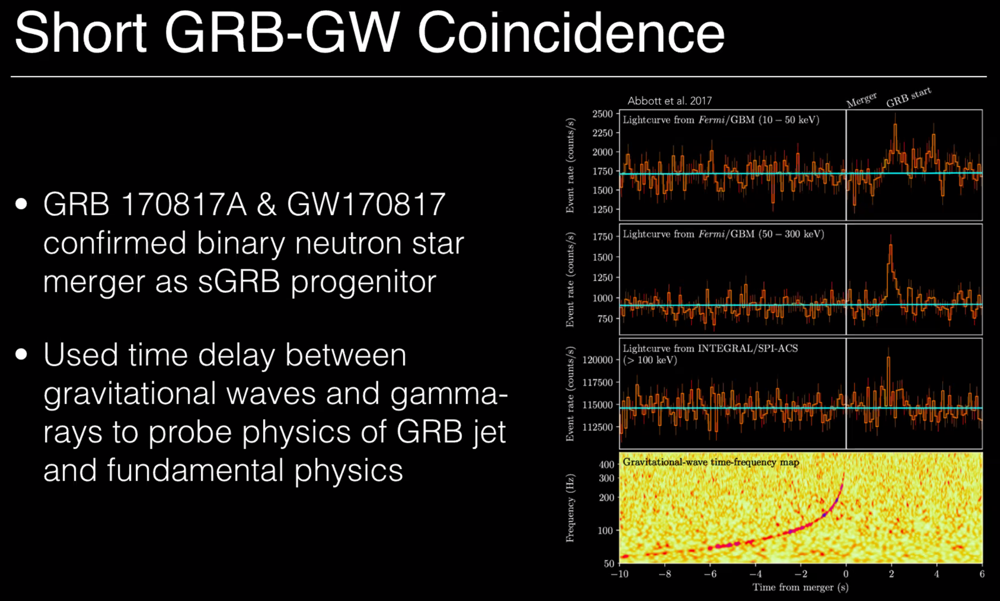 Short GRB-GW Coincidence
• GRB 170817A & GW170817
confirmed binary neutron star
merger as sGRB progenitor
• Used time delay between
gravitational waves and gamma-
rays to probe physics of GRB jet
and fundamental physics
Abbott et al. 2017
Merger
GRB start
Lightcurve from Fermi/GBM (10 – 50 keV)
Event rate (counts/s)
2500
2250
2000
1750
1500
1250
Lightcurve from Fermi/GBM (50 – 300 keV)
Event rate (counts/s)
1750
1500
1250
1000
750
Lightcurve from INTEGRAL/SPI-ACS
(> 100 keV)
Event rate (counts/s)
120000
117500
115000
112500
Gravitational-wave time-frequency map
Frequency (Hz)
400
300
200
100
50
−10 −8 −6 −4 −2 0 2 4 6
Time from merger (s)